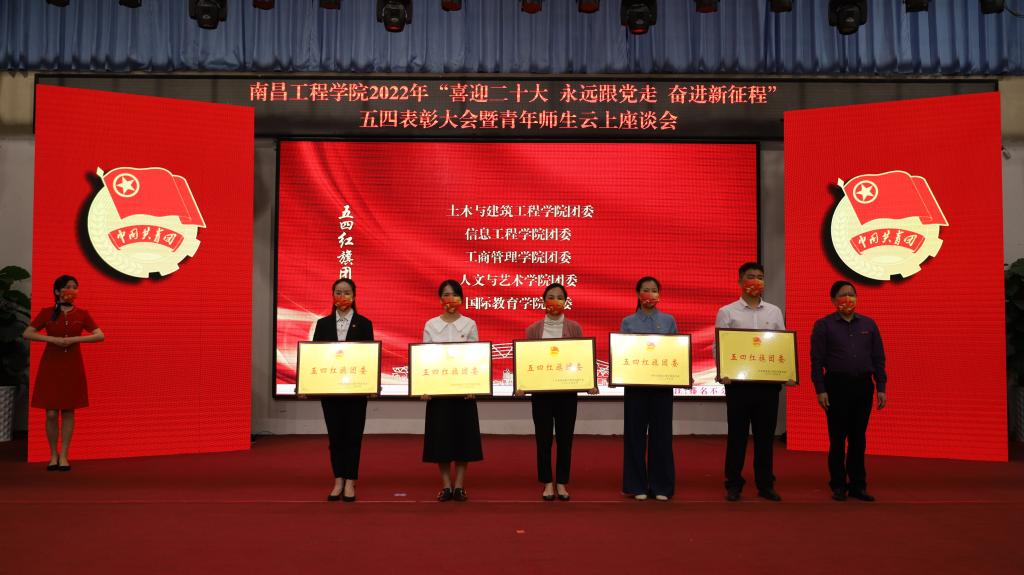 南昌工程学院2022年“喜迎二十大 永远跟党走 奋进新征程”
五四表彰大会暨青年师生云上座谈会
中国共青团
中国共青团
五四红旗团
土木与建筑工程学院团委
信息工程学院团委
工商管理学院团委
人文与艺术学院团委
国际教育学院 委
五四红旗团委
五四红旗团委
五四红旗团委
五四红旗团委
五四红旗团委